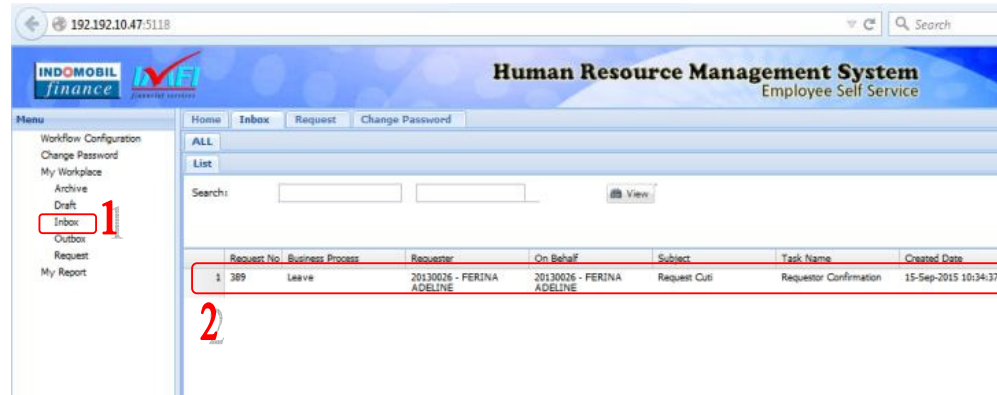 192.192.10.47:5118
Search
INDOMOBIL
finance
IMFI
financial services
Human Resource Management System
Employee Self Service
Menu
Workflow Configuration
Change Password
My Workplace
Archive
Draft
Inbox
Outbox
Request
My Report
1
Home Inbox Request Change Password
ALL
List
Search:
View
Request No Business Process Requester On Behalf Subject Task Name Created Date
1 389 Leave 20130026 - FERINA 20130026 - FERINA Request Cuti Requestor Confirmation 15-Sep-2015 10:34:37
ADELINE ADELINE
2